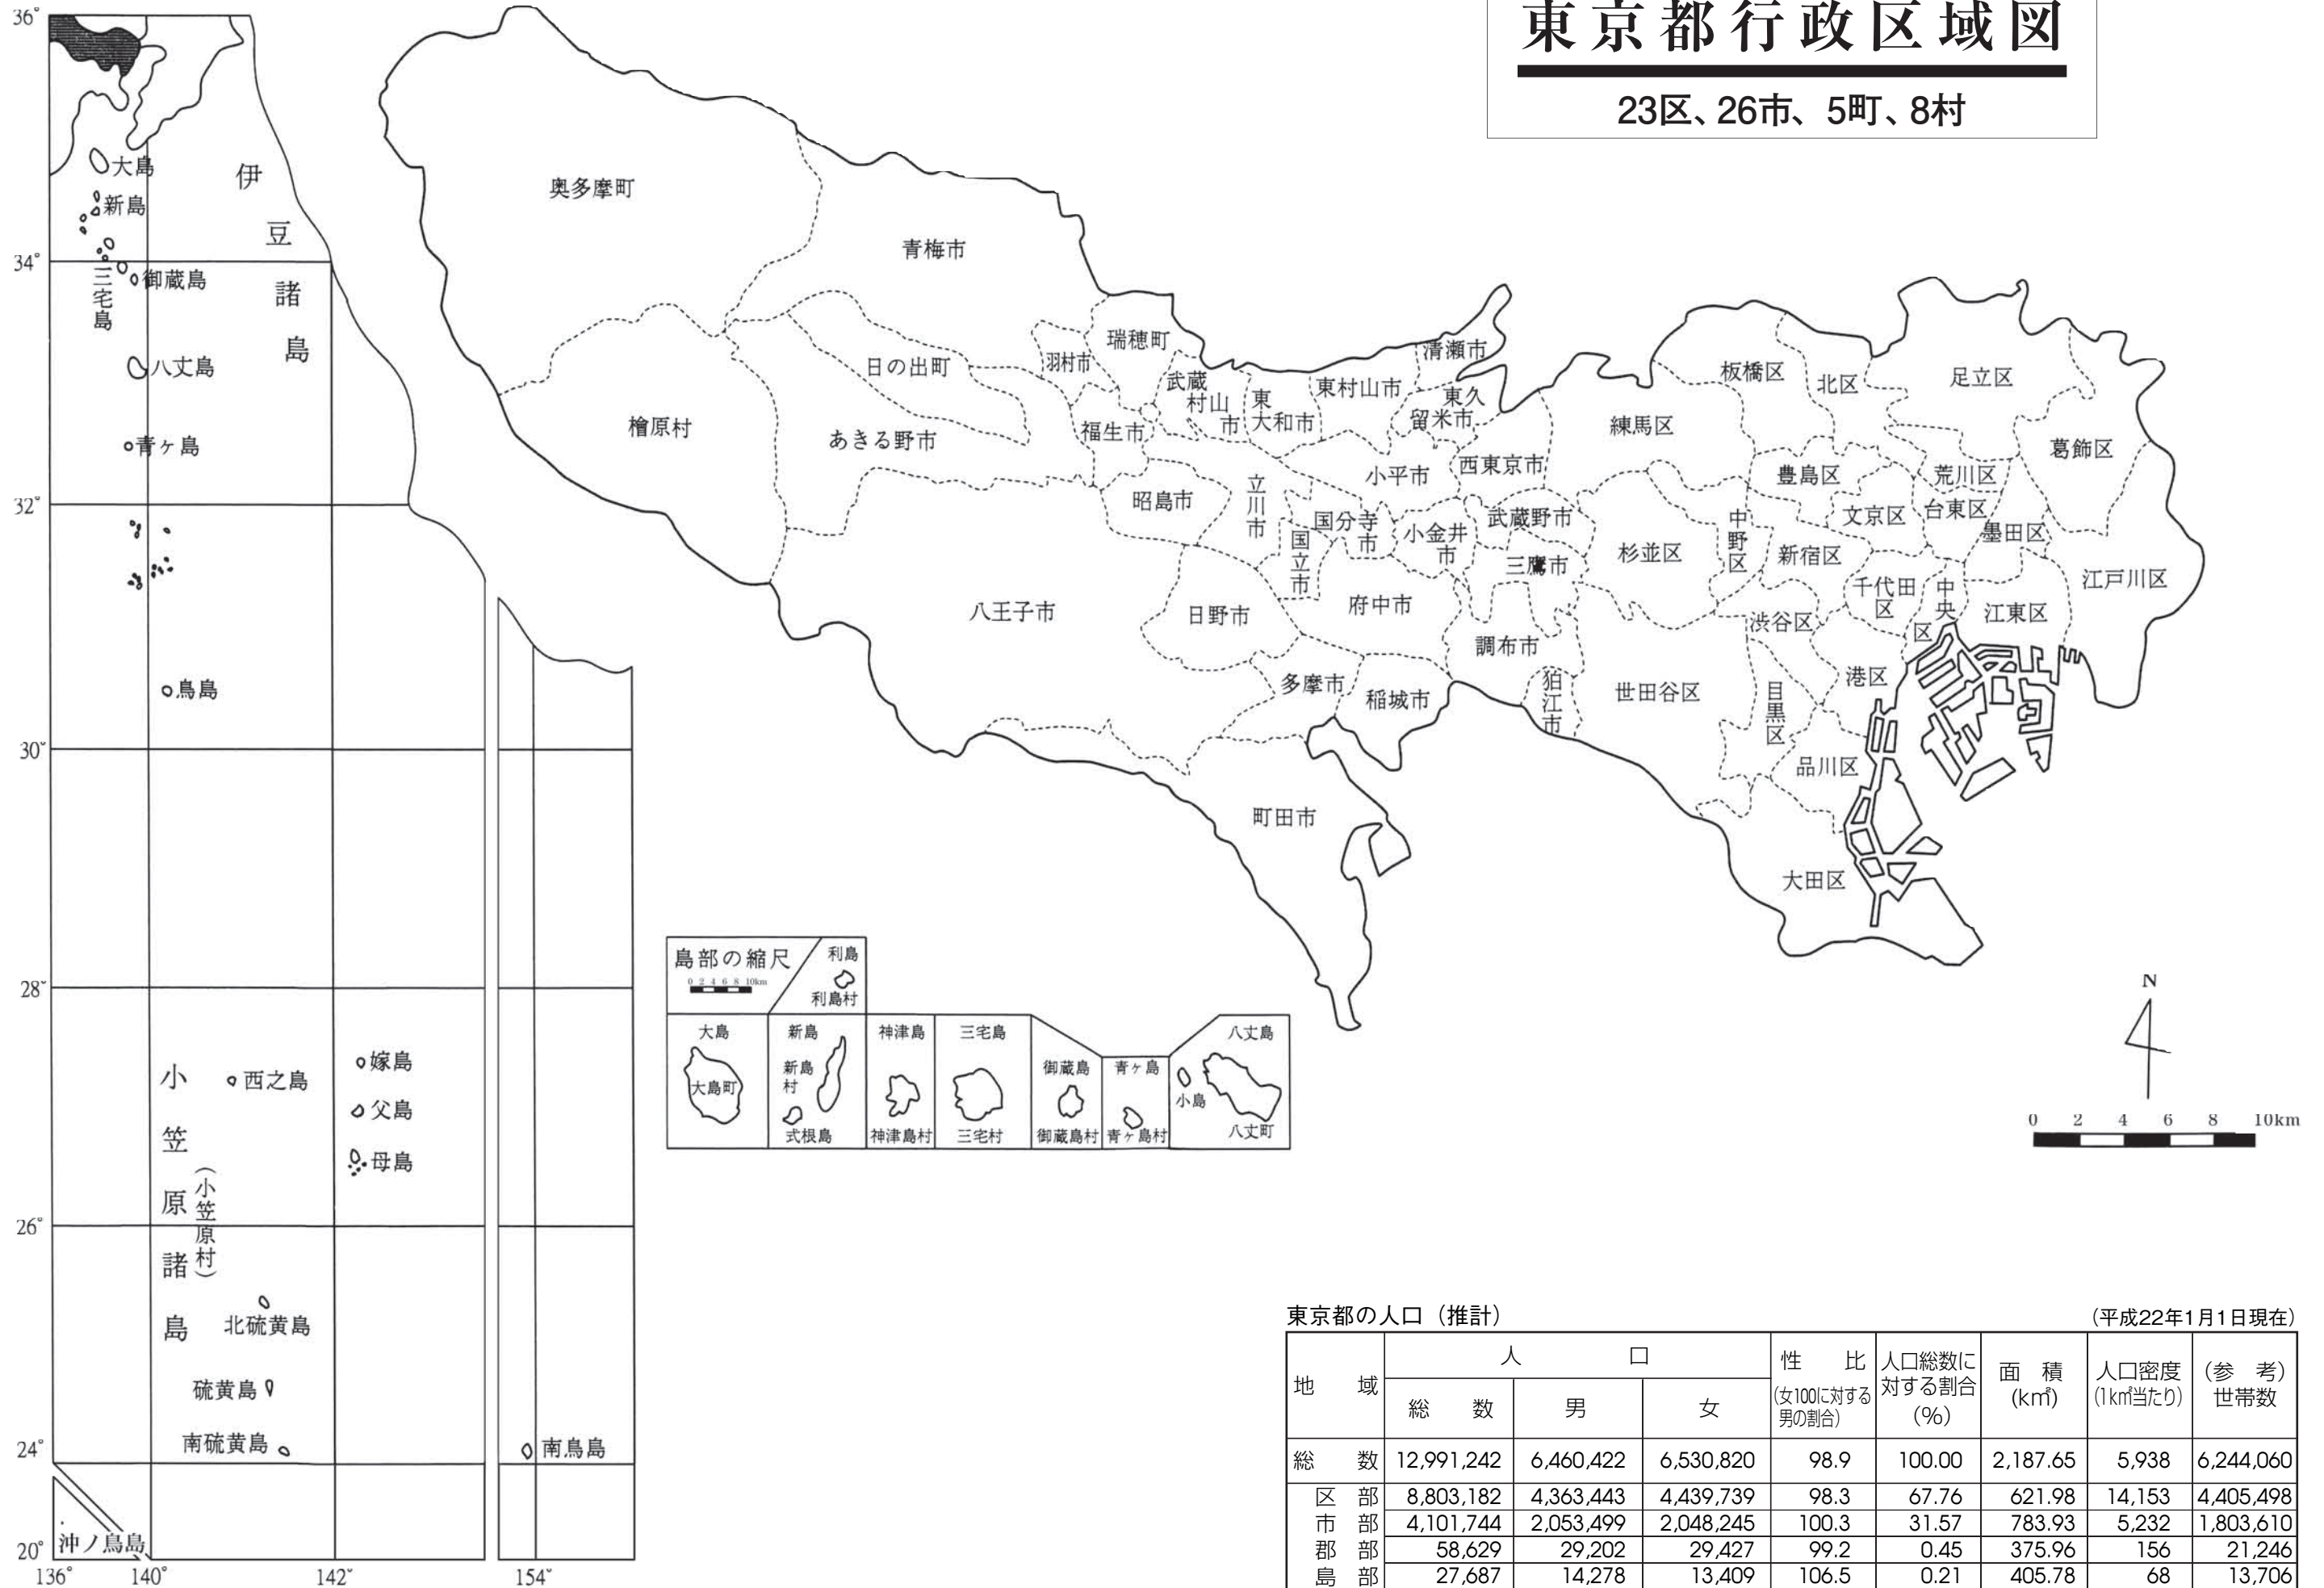 東京都行政区域図
23区、26市、5町、8村
36°
34°
32°
30°
28°
26°
24°
20°
136°
140°
142°
154°
大島
新島
三宅島
御蔵島
八丈島
青ヶ島
鳥島
伊豆諸島
小笠原諸島
(小笠原村)
西之島
嫁島
父島
母島
北硫黄島
硫黄島
南硫黄島
南鳥島
沖ノ鳥島
奥多摩町
青梅市
檜原村
日の出町
あきる野市
羽村市
瑞穂町
福生市
武蔵
村山
市
東
大和市
東村山市
清瀬市
東久
留米市
昭島市
立川市
小平市
西東京市
国分寺
市
国立市
小金井
市
武蔵野市
三鷹市
八王子市
日野市
府中市
調布市
多摩市
稲城市
狛江市
町田市
板橋区
北区
足立区
練馬区
葛飾区
豊島区
荒川区
文京区
台東区
墨田区
中野区
杉並区
新宿区
千代田
区
中央
区
江東区
江戸川区
渋谷区
世田谷区
目黒区
港区
品川区
大田区
島部の縮尺
0 2 4 6 8 10km
利島
利島村
大島
大島町
新島
新島
村
式根島
神津島
神津島村
三宅島
三宅村
御蔵島
御蔵島村
青ヶ島
青ヶ島村
八丈島
小島
八丈町
N
0 2 4 6 8 10km
東京都の人口（推計） （平成22年1月1日現在）
地域 人口 性比 (女100に対する男の割合) 人口総数に対する割合 (%) 面積 (k㎡) 人口密度 (1k㎡当たり) (参考) 世帯数
総数 男 女
総数 12,991,242 6,460,422 6,530,820 98.9 100.00 2,187.65 5,938 6,244,060
区部 8,803,182 4,363,443 4,439,739 98.3 67.76 621.98 14,153 4,405,498
市部 4,101,744 2,053,499 2,048,245 100.3 31.57 783.93 5,232 1,803,610
郡部 58,629 29,202 29,427 99.2 0.45 375.96 156 21,246
島部 27,687 14,278 13,409 106.5 0.21 405.78 68 13,706